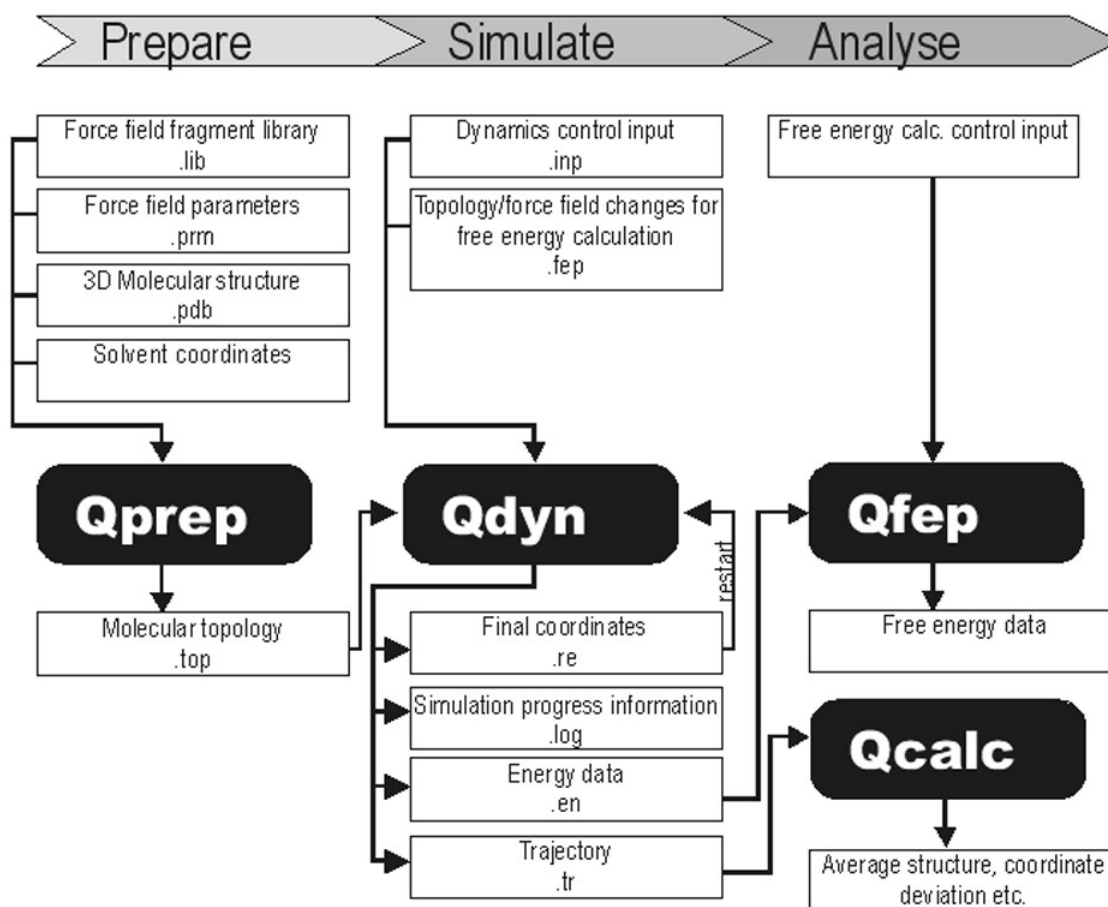 Prepare
Simulate
Analyse
Force field fragment library
.lib
Force field parameters
.prm
3D Molecular structure
.pdb
Solvent coordinates
Dynamics control input
.inp
Topology/force field changes for
free energy calculation
.fep
Free energy calc. control input
Qprep
Qdyn
Qfep
restart
Molecular topology
.top
Final coordinates
.re
Simulation progress information
.log
Energy data
.en
Trajectory
.tr
Free energy data
Qcalc
Average structure, coordinate
deviation etc.